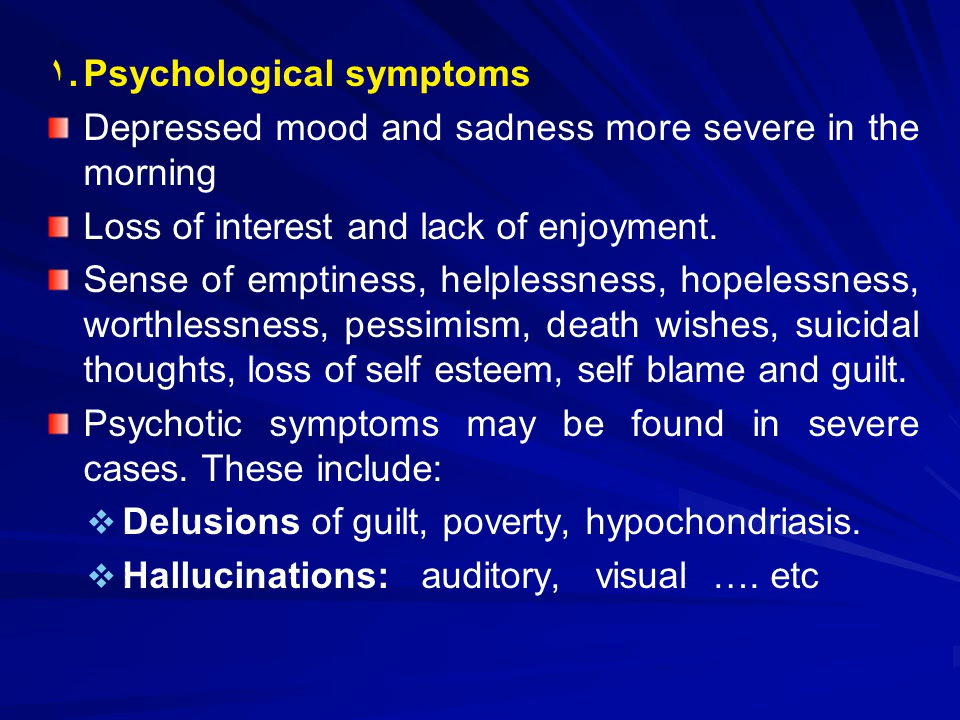 ١. Psychological symptoms
Depressed mood and sadness more severe in the
morning
Loss of interest and lack of enjoyment.
Sense of emptiness, helplessness, hopelessness,
worthlessness, pessimism, death wishes, suicidal
thoughts, loss of self esteem, self blame and guilt.
Psychotic symptoms may be found in severe
cases. These include:
Delusions of guilt, poverty, hypochondriasis.
Hallucinations: auditory, visual …. etc